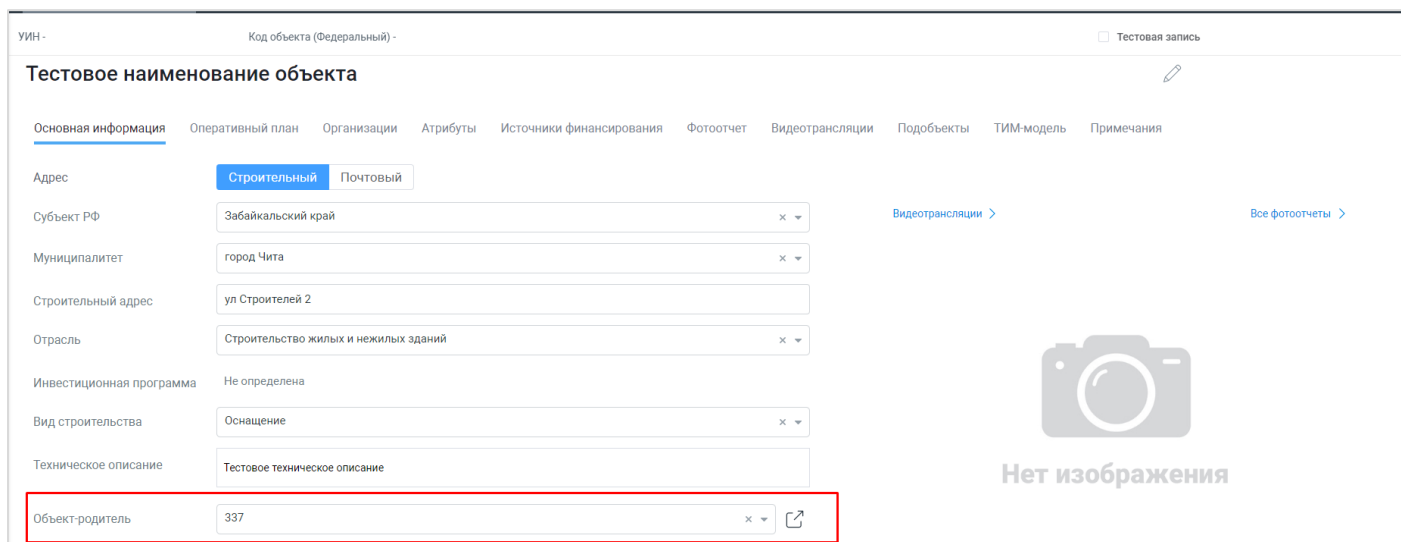 УИН -
Код объекта (Федеральный) -
Тестовая запись
Тестовое наименование объекта
Основная информация Оперативный план Организации Атрибуты Источники финансирования Фотоотчет Видеотрансляции Подобъекты ТИМ-модель Примечания
Адрес Строительный Почтовый
Субъект РФ Забайкальский край
Видеотрансляции
Все фотоотчеты
Муниципалитет город Чита
Строительный адрес ул Строителей 2
Отрасль Строительство жилых и нежилых зданий
Инвестиционная программа Не определена
Вид строительства Оснащение
Техническое описание Тестовое техническое описание
Нет изображения
Объект-родитель 337